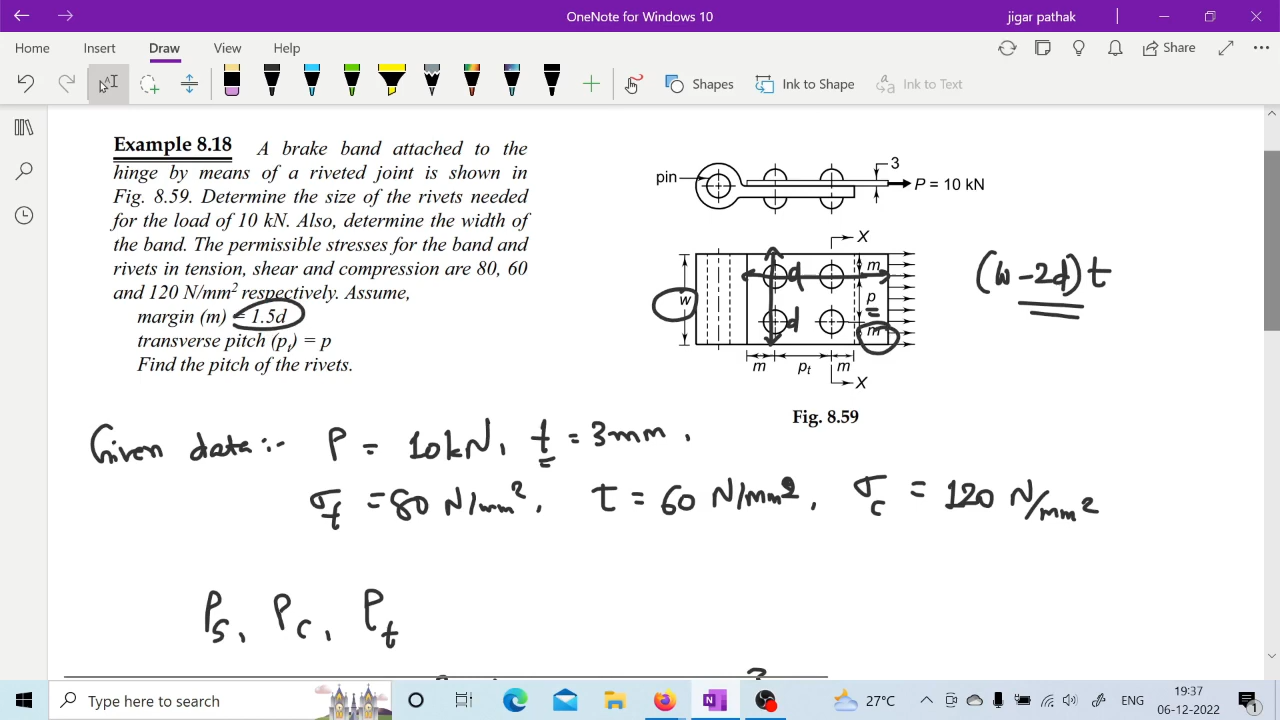 OneNote for Windows 10
jigar pathak
Home Insert Draw View Help
Share
Shapes Ink to Shape Ink to Text
Example 8.18 A brake band attached to the
hinge by means of a riveted joint is shown in
Fig. 8.59. Determine the size of the rivets needed
for the load of 10 kN. Also, determine the width of
the band. The permissible stresses for the band and
rivets in tension, shear and compression are 80, 60
and 120 N/mm² respectively. Assume,
margin (m) = 1.5d
transverse pitch (pt) = p
Find the pitch of the rivets.
pin
3
P = 10 kN
X
w
d
m
p
d
m
m pt m
X
Fig. 8.59
(w - 2d) t
Given data :- P = 10 kN, t = 3mm,
σt = 80 N/mm², τ = 60 N/mm², σc = 120 N/mm²
Ps, Pc, Pt
Type here to search
27°C
ENG
19:37
06-12-2022